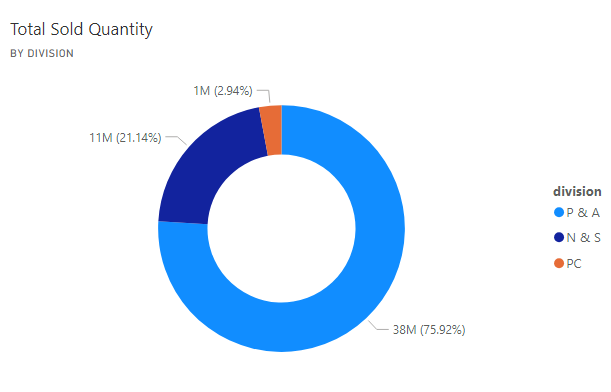 Total Sold Quantity
BY DIVISION
1M (2.94%)
11M (21.14%)
38M (75.92%)
division
P & A
N & S
PC